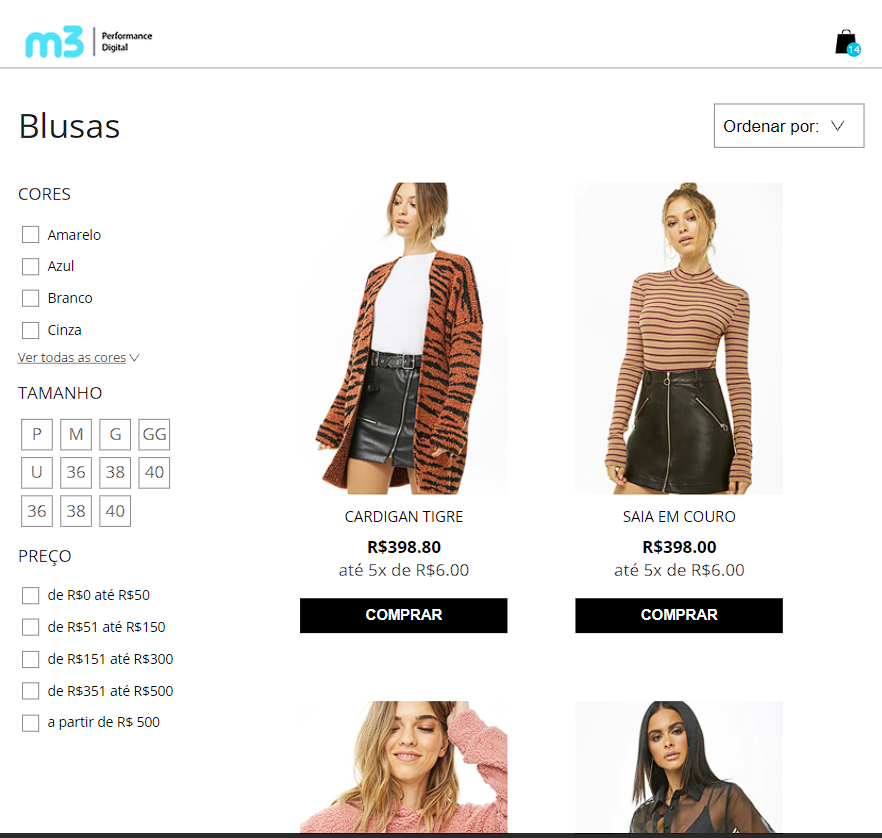 m3 Performance
Digital
14
Blusas
Ordenar por:
CORES
Amarelo
Azul
Branco
Cinza
Ver todas as cores
TAMANHO
P M G GG
U 36 38 40
36 38 40
PREÇO
de R$0 até R$50
de R$51 até R$150
de R$151 até R$300
de R$351 até R$500
a partir de R$ 500
CARDIGAN TIGRE
R$398.80
até 5x de R$6.00
COMPRAR
SAIA EM COURO
R$398.00
até 5x de R$6.00
COMPRAR